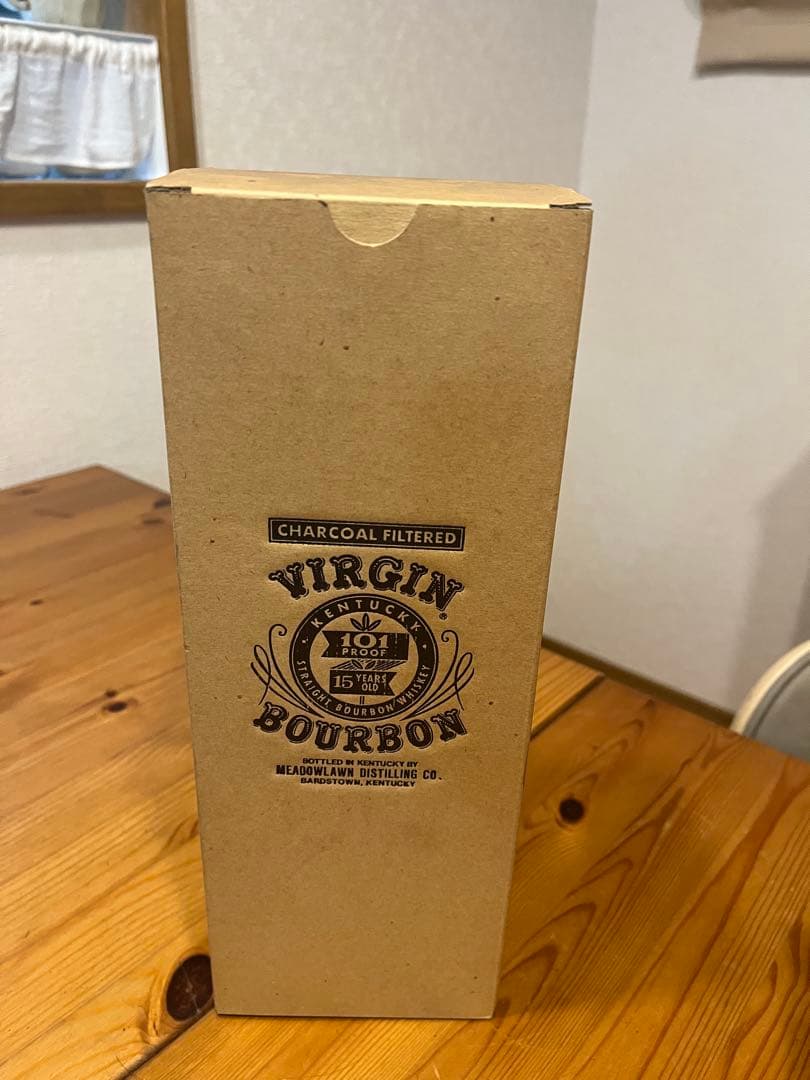 CHARCOAL FILTERED
VIRGIN®
KENTUCKY
101
PROOF
15 YEARS OLD
STRAIGHT BOURBON WHISKEY
BOURBON
BOTTLED IN KENTUCKY BY
MEADOWLAWN DISTILLING CO.
BARDSTOWN, KENTUCKY